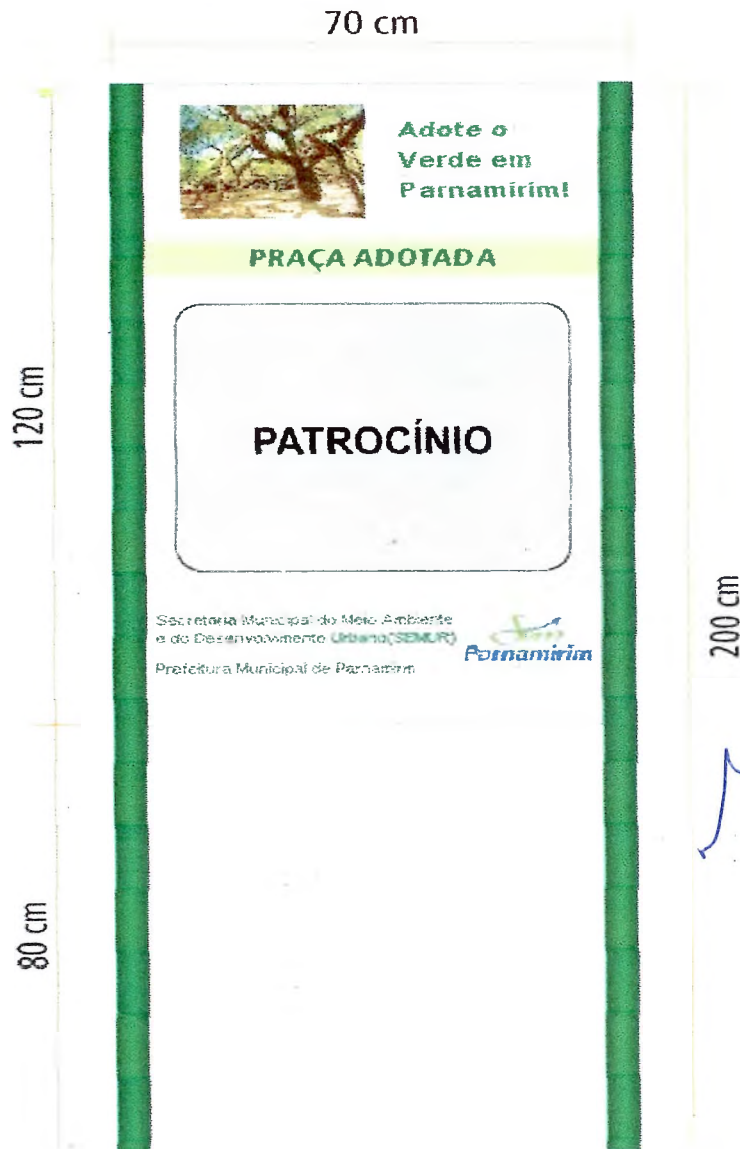 70 cm
Adote o
Verde em
Parnamirim!
PRAÇA ADOTADA
120 cm
PATROCÍNIO
200 cm
Secretaria Municipal do Meio Ambiente
e do Desenvolvimento Urbano(SEMUR)
Parnamirim
Prefeitura Municipal de Parnamirim
80 cm